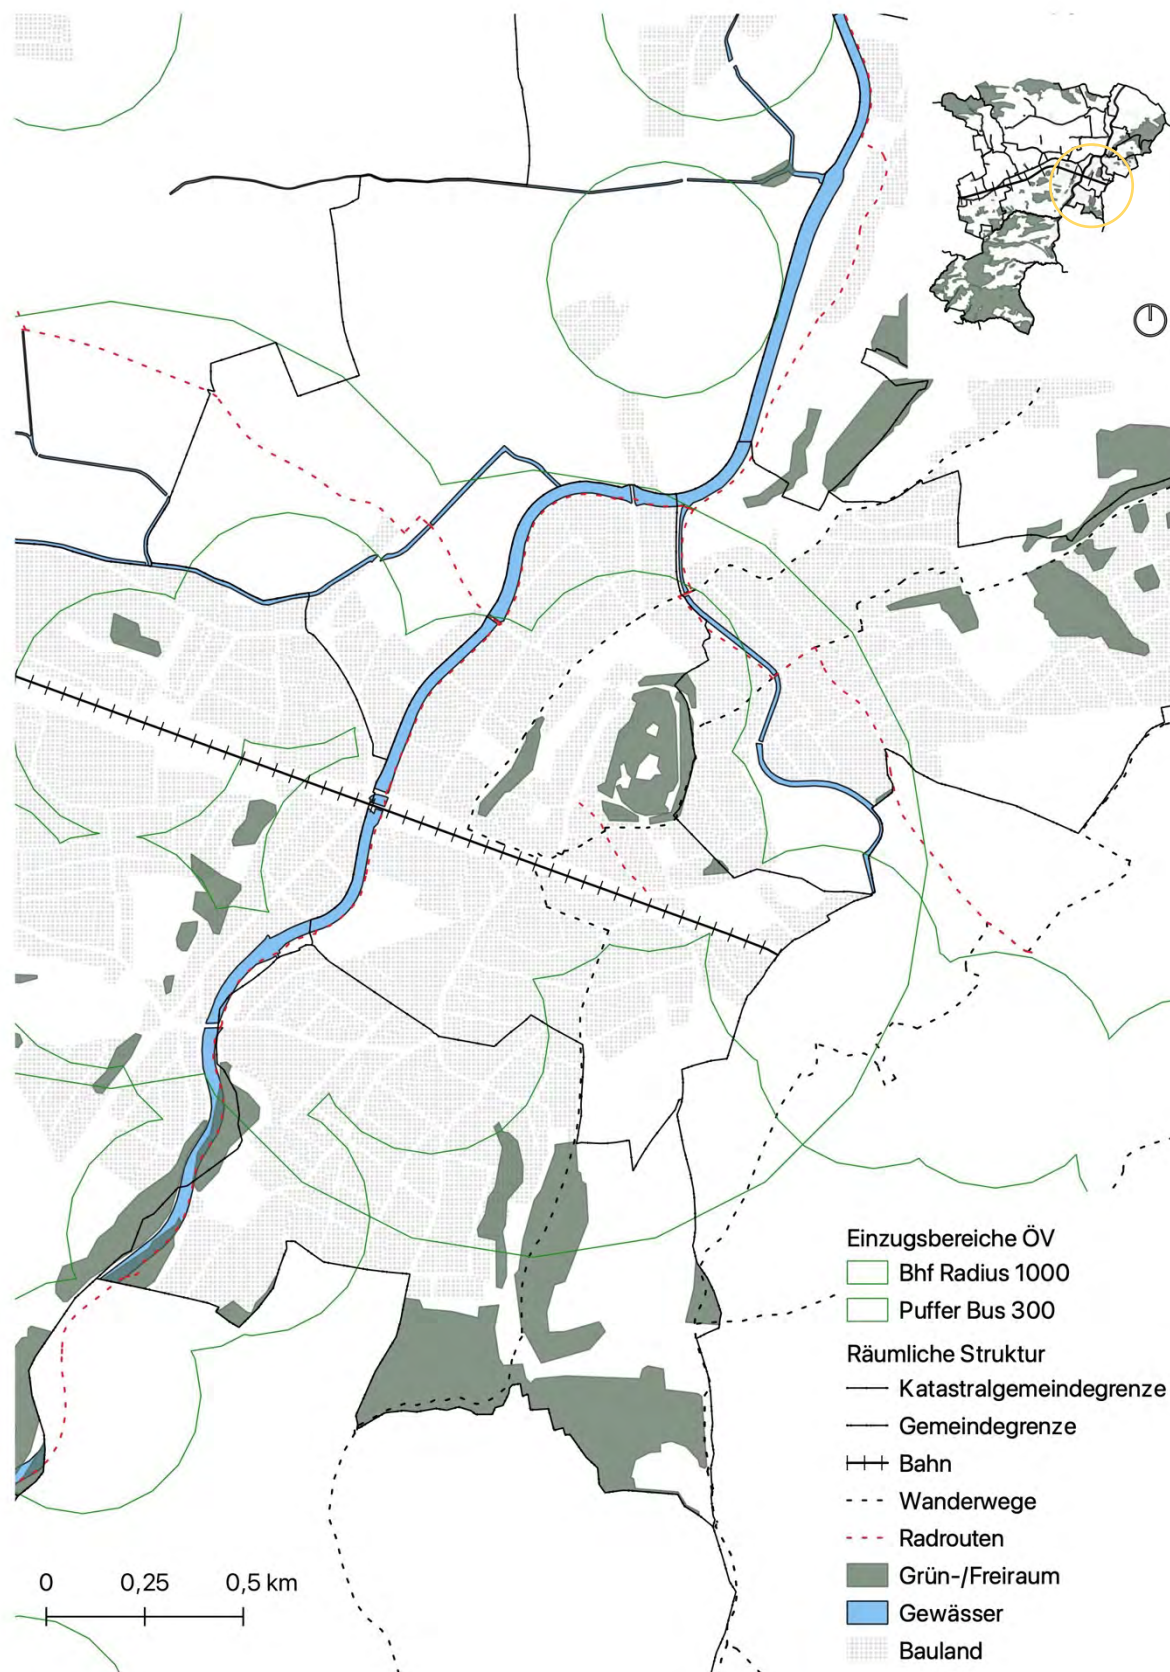 Einzugsbereiche ÖV
Bhf Radius 1000
Puffer Bus 300
Räumliche Struktur
Katastralgemeindegrenze
Gemeindegrenze
Bahn
Wanderwege
Radrouten
Grün-/Freiraum
Gewässer
Bauland
0 0,25 0,5 km